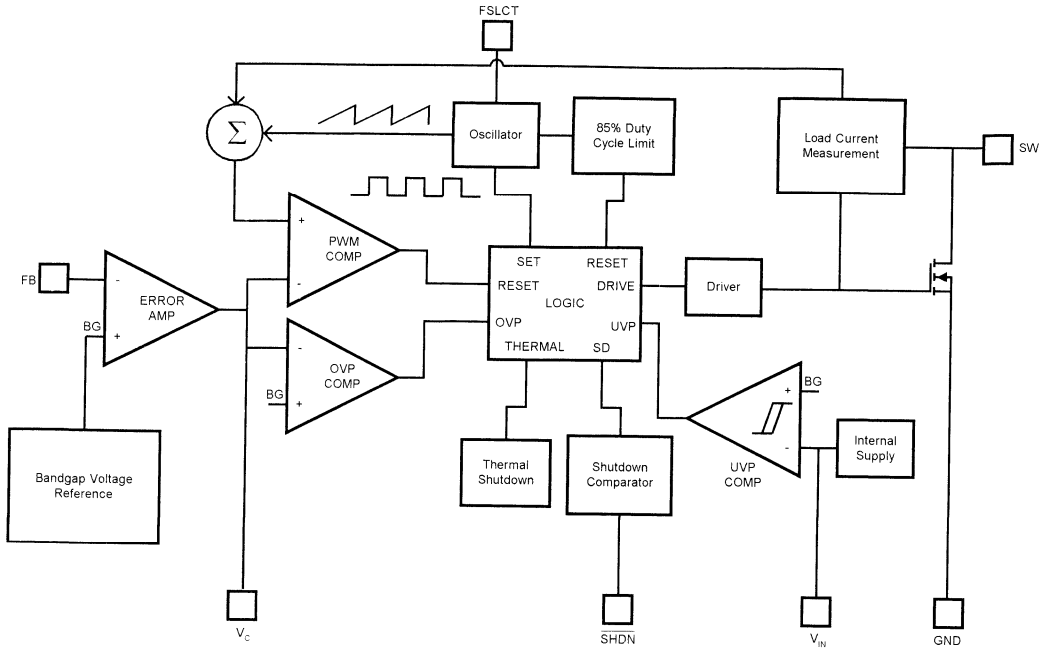 FSLCT
Σ
Oscillator
85% Duty
Cycle Limit
Load Current
Measurement
SW
+
PWM
COMP
-
SET
RESET
RESET
DRIVE
LOGIC
OVP
UVP
THERMAL
SD
Driver
FB
-
ERROR
AMP
BG
+
-
OVP
COMP
BG
+
+
BG
-
UVP
COMP
Internal
Supply
Bandgap Voltage
Reference
Thermal
Shutdown
Shutdown
Comparator
VC
SHDN
VIN
GND